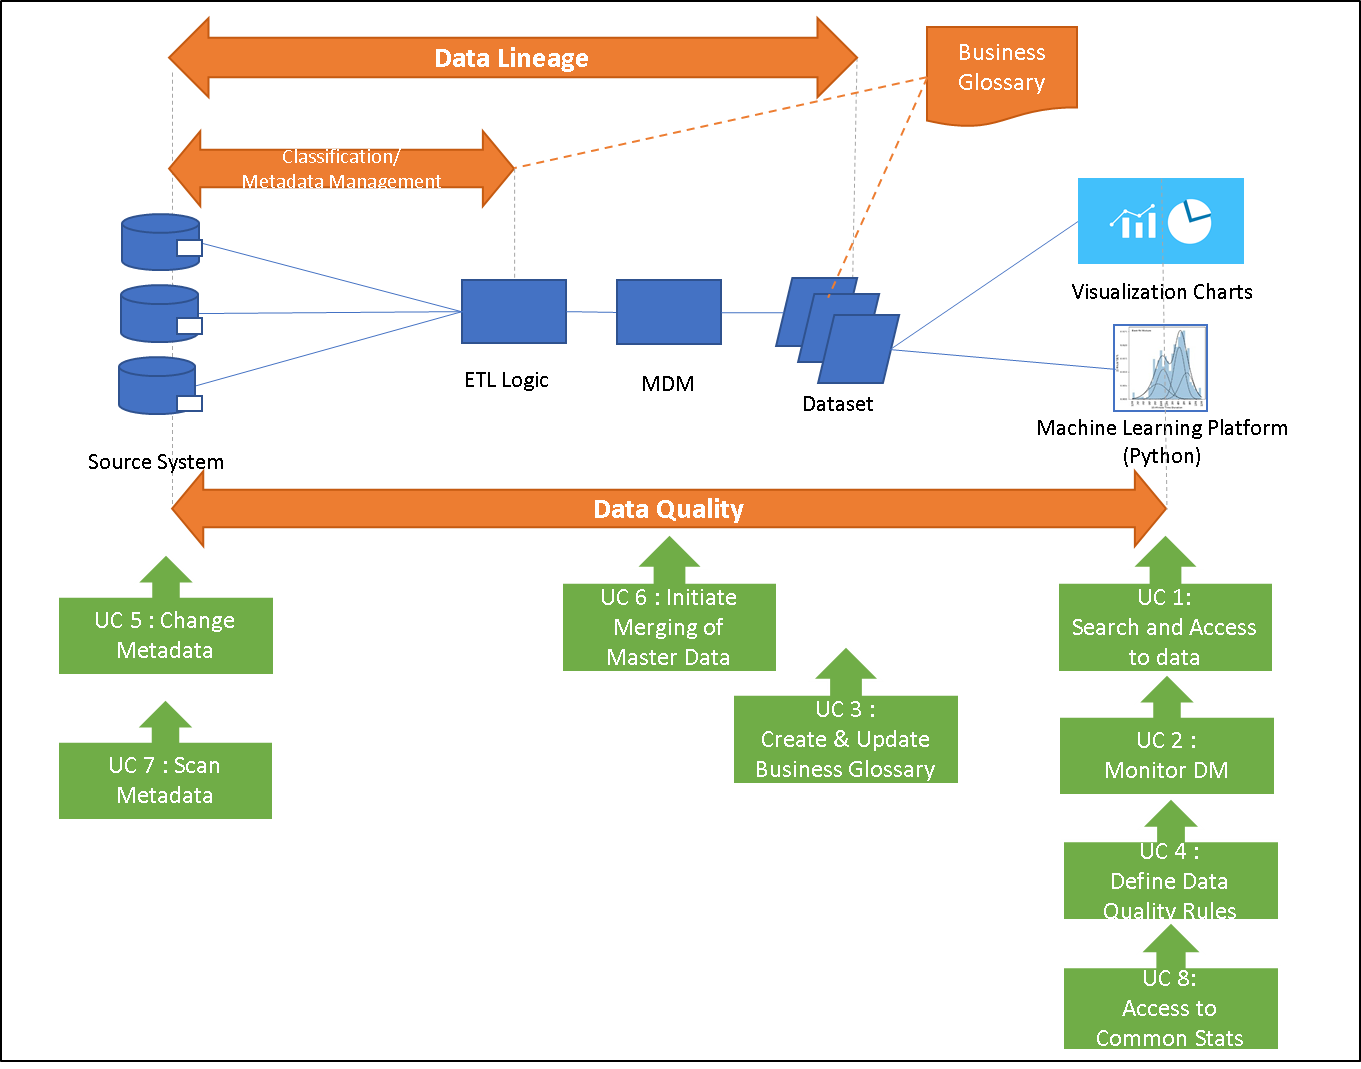 Data Lineage
Business
Glossary
Classification/
Metadata Management
Visualization Charts
ETL Logic
MDM
Dataset
Machine Learning Platform
(Python)
Source System
Data Quality
UC 5 : Change
Metadata
UC 6 : Initiate
Merging of
Master Data
UC 1:
Search and Access
to data
UC 3 :
Create & Update
Business Glossary
UC 2 :
Monitor DM
UC 7 : Scan
Metadata
UC 4 :
Define Data
Quality Rules
UC 8:
Access to
Common Stats